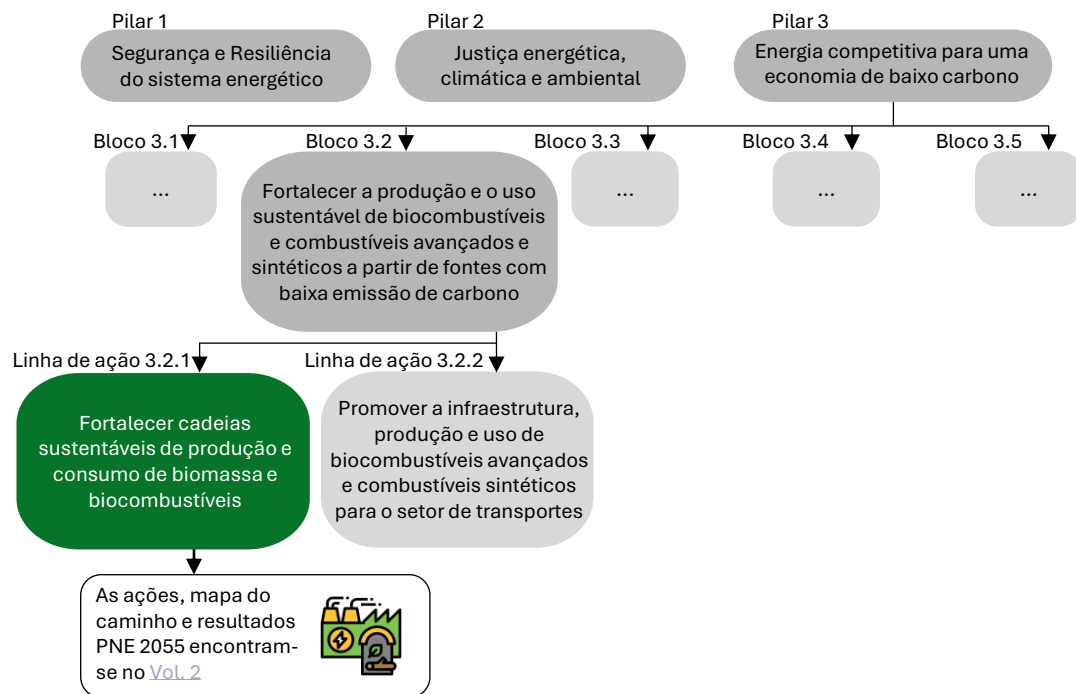 Pilar 1
Segurança e Resiliência
do sistema energético
Pilar 2
Justiça energética,
climática e ambiental
Pilar 3
Energia competitiva para uma
economia de baixo carbono
Bloco 3.1
...
Bloco 3.2
Fortalecer a produção e o uso
sustentável de biocombustíveis
e combustíveis avançados e
sintéticos a partir de fontes com
baixa emissão de carbono
Bloco 3.3
...
Bloco 3.4
...
Bloco 3.5
...
Linha de ação 3.2.1
Fortalecer cadeias
sustentáveis de produção e
consumo de biomassa e
biocombustíveis
Linha de ação 3.2.2
Promover a infraestrutura,
produção e uso de
biocombustíveis avançados
e combustíveis sintéticos
para o setor de transportes
As ações, mapa do
caminho e resultados
PNE 2055 encontram-
se no Vol. 2